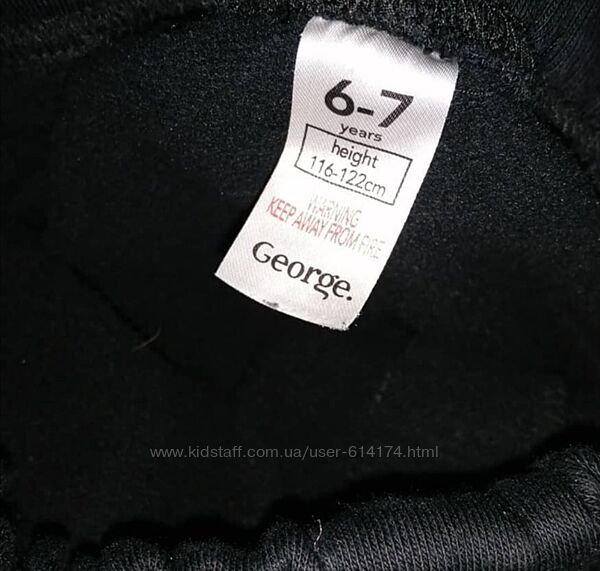 6-7
years
height
116-122cm
WARNING
KEEP AWAY FROM FIRE
George.
www.kidstaff.com.ua/user-614174.html